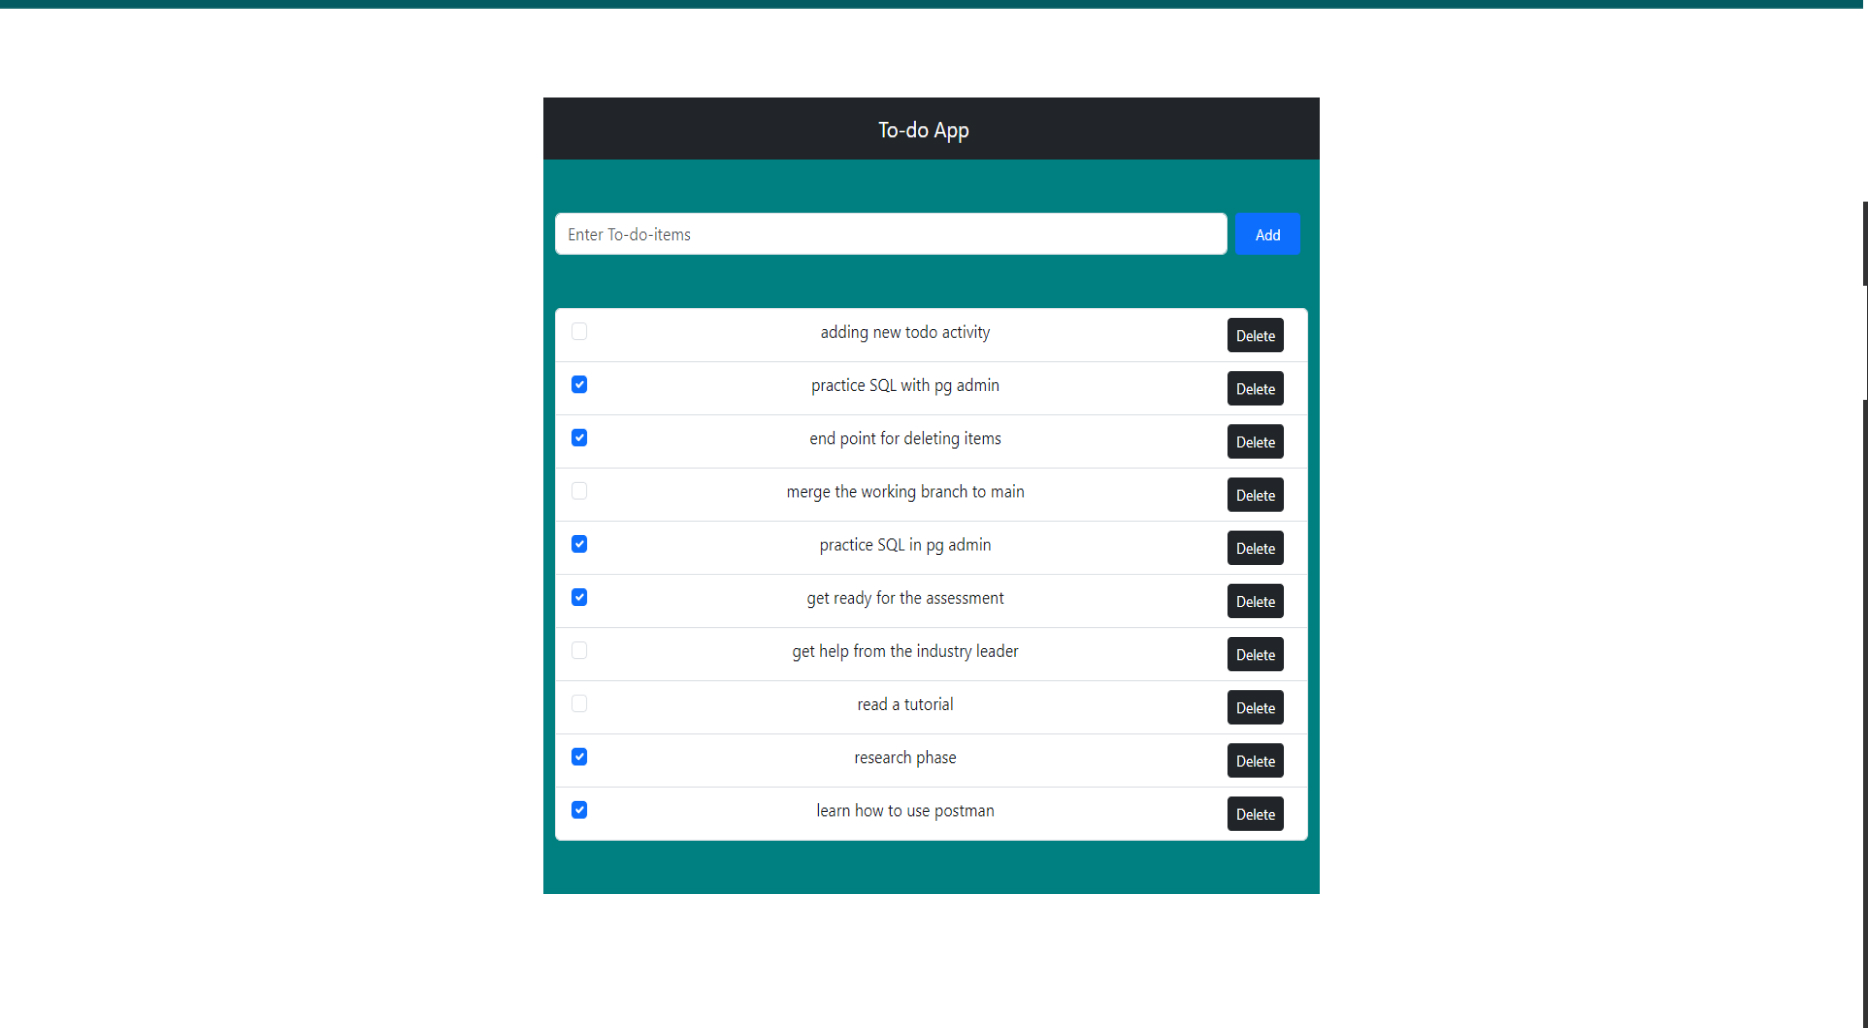 To-do App
Enter To-do-items
Add
adding new todo activity
Delete
practice SQL with pg admin
Delete
end point for deleting items
Delete
merge the working branch to main
Delete
practice SQL in pg admin
Delete
get ready for the assessment
Delete
get help from the industry leader
Delete
read a tutorial
Delete
research phase
Delete
learn how to use postman
Delete